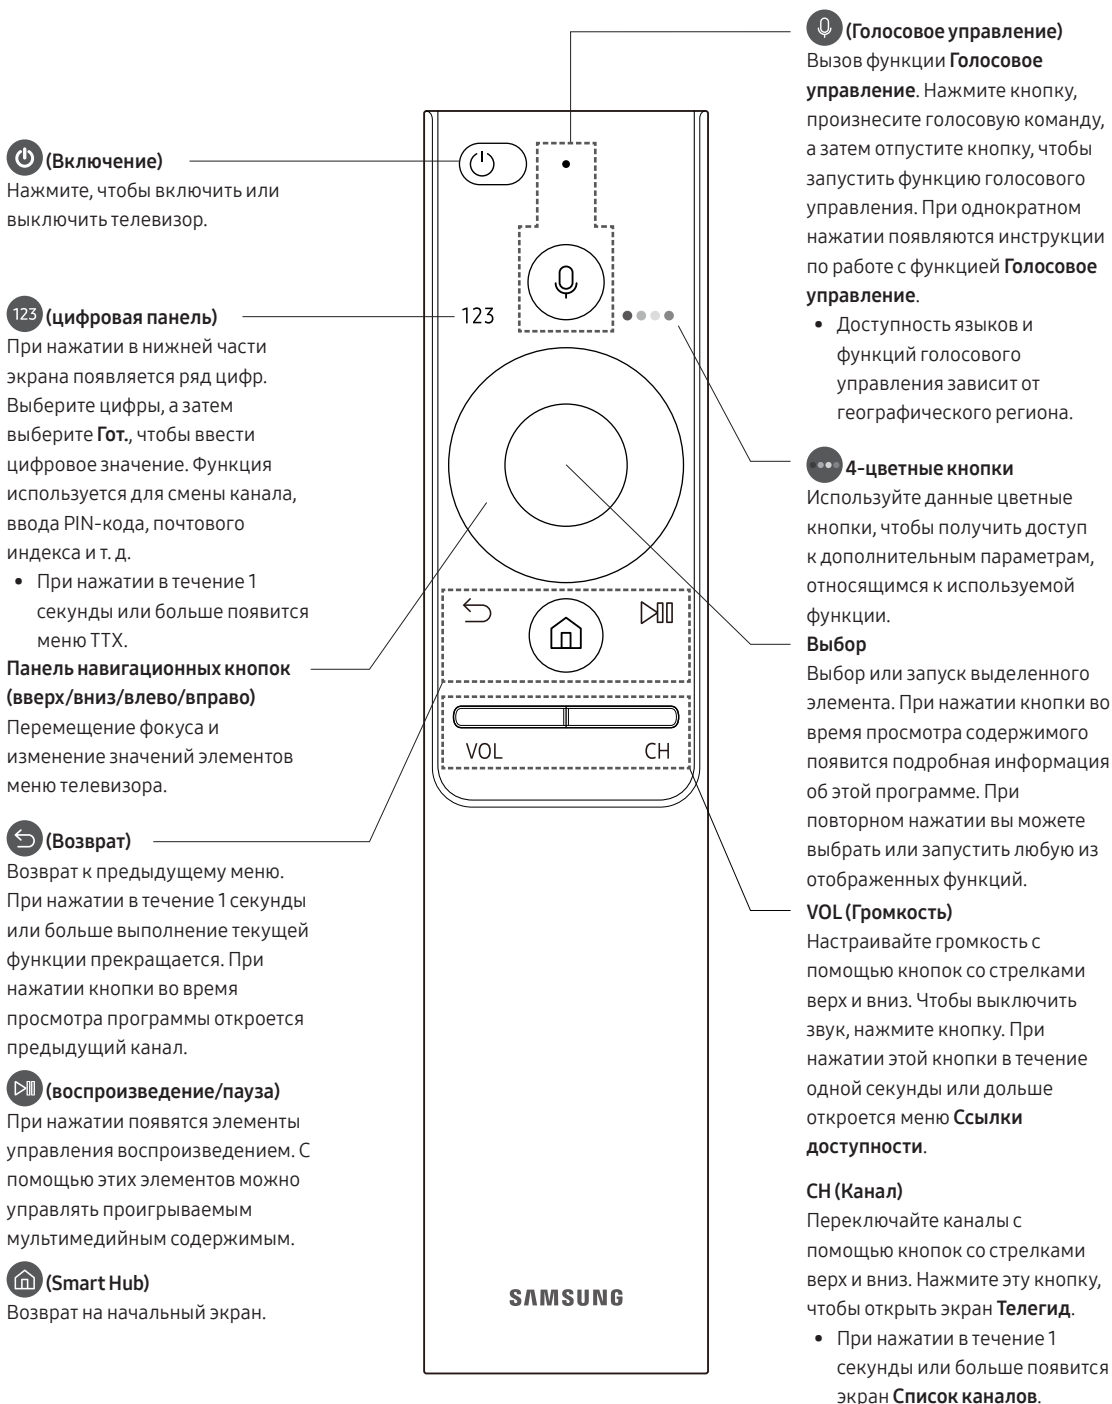 (Включение)
Нажмите, чтобы включить или
выключить телевизор.
123 (цифровая панель)
При нажатии в нижней части
экрана появляется ряд цифр.
Выберите цифры, а затем
выберите Гот., чтобы ввести
цифровое значение. Функция
используется для смены канала,
ввода PIN-кода, почтового
индекса и т. д.
• При нажатии в течение 1
секунды или больше появится
меню TTX.
Панель навигационных кнопок
(вверх/вниз/влево/вправо)
Перемещение фокуса и
изменение значений элементов
меню телевизора.
(Возврат)
Возврат к предыдущему меню.
При нажатии в течение 1 секунды
или больше выполнение текущей
функции прекращается. При
нажатии кнопки во время
просмотра программы откроется
предыдущий канал.
(воспроизведение/пауза)
При нажатии появятся элементы
управления воспроизведением. С
помощью этих элементов можно
управлять проигрываемым
мультимедийным содержимым.
(Smart Hub)
Возврат на начальный экран.
123
VOL CH
SAMSUNG
(Голосовое управление)
Вызов функции Голосовое
управление. Нажмите кнопку,
произнесите голосовую команду,
а затем отпустите кнопку, чтобы
запустить функцию голосового
управления. При однократном
нажатии появляются инструкции
по работе с функцией Голосовое
управление.
• Доступность языков и
функций голосового
управления зависит от
географического региона.
4-цветные кнопки
Используйте данные цветные
кнопки, чтобы получить доступ
к дополнительным параметрам,
относящимся к используемой
функции.
Выбор
Выбор или запуск выделенного
элемента. При нажатии кнопки во
время просмотра содержимого
появится подробная информация
об этой программе. При
повторном нажатии вы можете
выбрать или запустить любую из
отображенных функций.
VOL (Громкость)
Настраивайте громкость с
помощью кнопок со стрелками
верх и вниз. Чтобы выключить
звук, нажмите кнопку. При
нажатии этой кнопки в течение
одной секунды или дольше
откроется меню Ссылки
доступности.
CH (Канал)
Переключайте каналы с
помощью кнопок со стрелками
верх и вниз. Нажмите эту кнопку,
чтобы открыть экран Телегид.
• При нажатии в течение 1
секунды или больше появится
экран Список каналов.